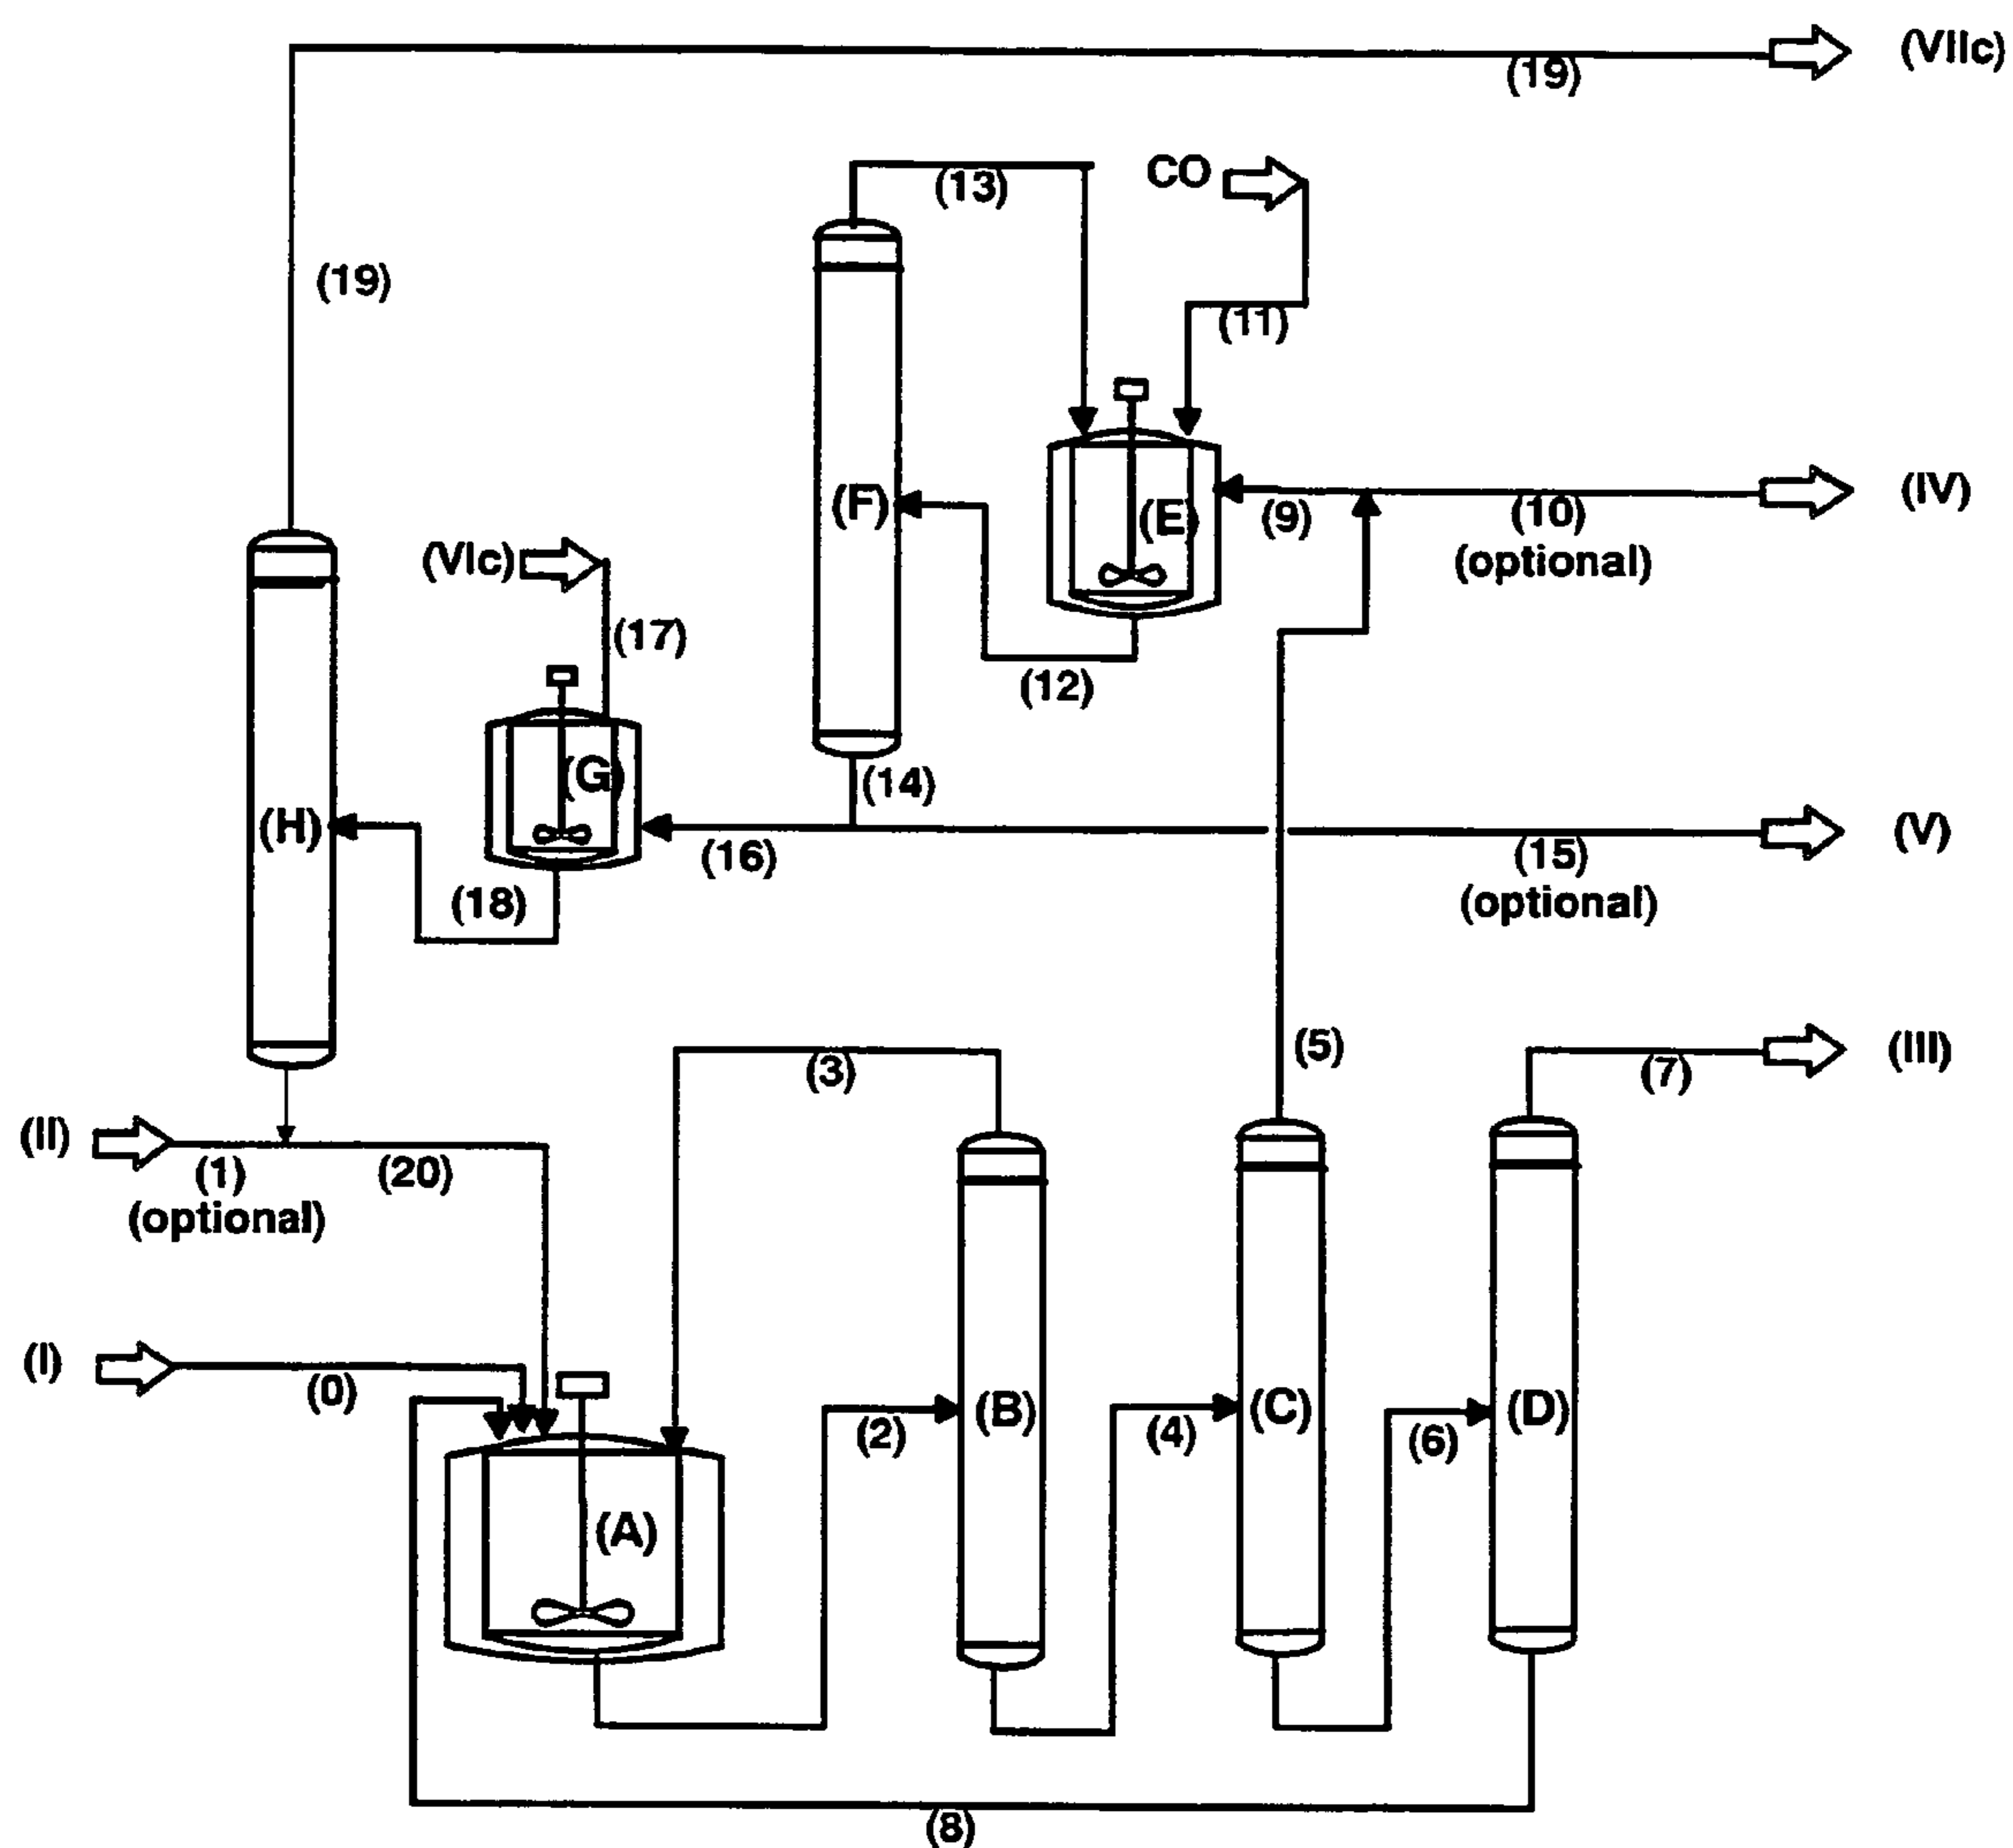 (VIIc)
(19)
(13)
CO
(19)
(11)
(F)
(E)
(9)
(10)
(IV)
(optional)
(VIc)
(17)
(12)
(G)
(14)
(H)
(16)
(15)
(V)
(optional)
(18)
(5)
(3)
(7)
(III)
(II)
(1)
(20)
(optional)
(I)
(0)
(2)
(B)
(4)
(C)
(6)
(D)
(A)
(8)